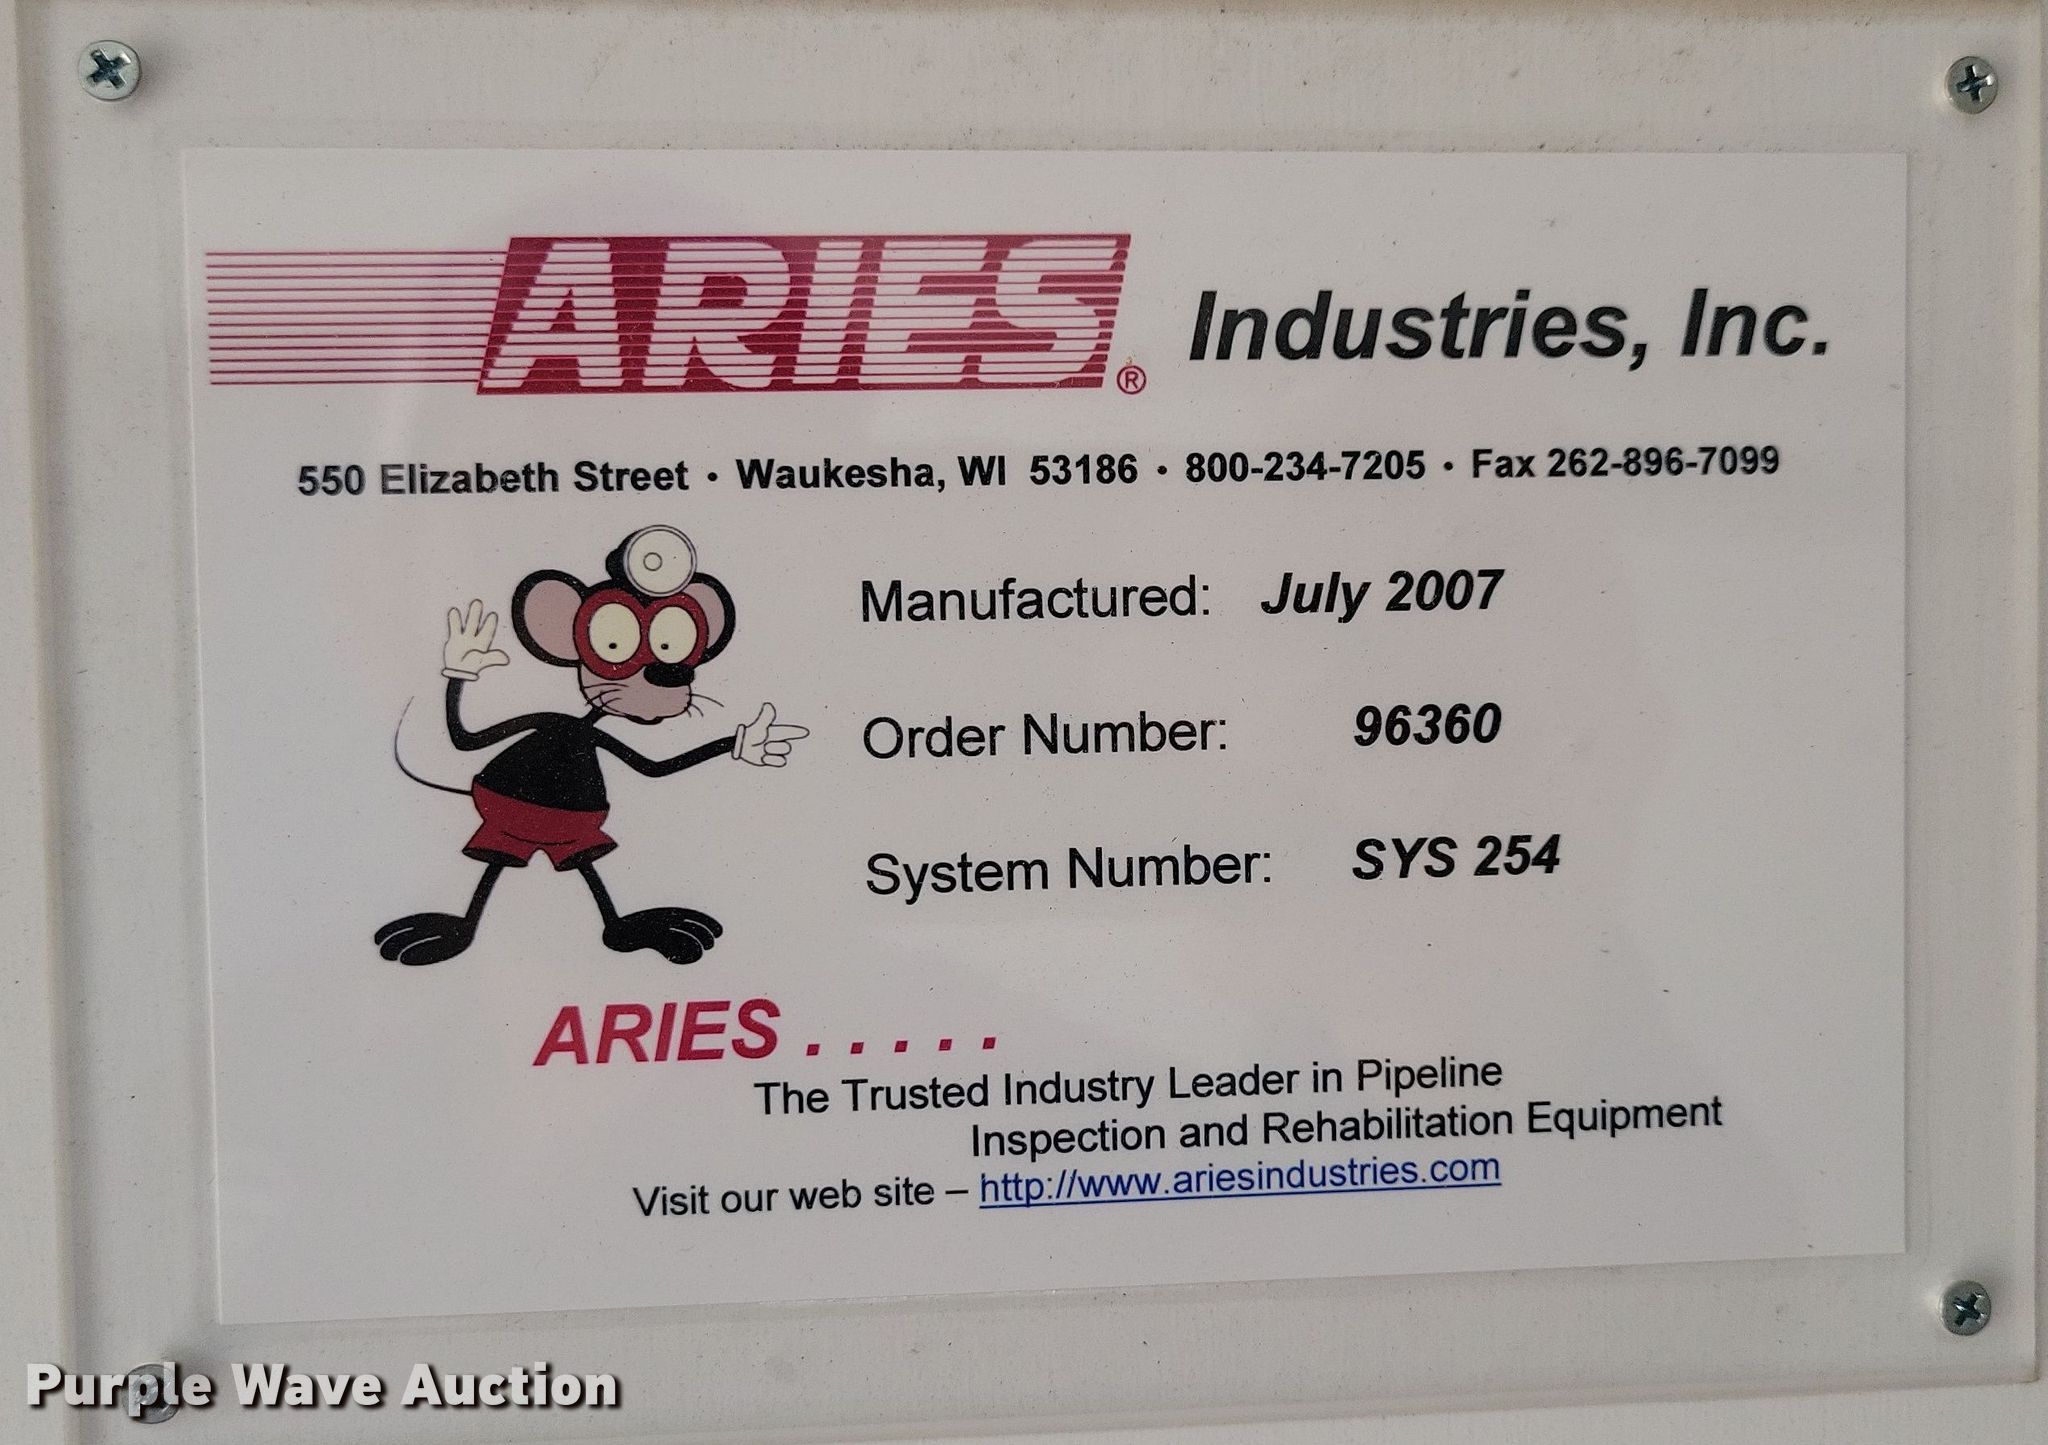 ARIES® Industries, Inc.
550 Elizabeth Street • Waukesha, WI 53186 • 800-234-7205 • Fax 262-896-7099
Manufactured: July 2007
Order Number: 96360
System Number: SYS 254
ARIES . . . . .
The Trusted Industry Leader in Pipeline
Inspection and Rehabilitation Equipment
Visit our web site – http://www.ariesindustries.com
Purple Wave Auction